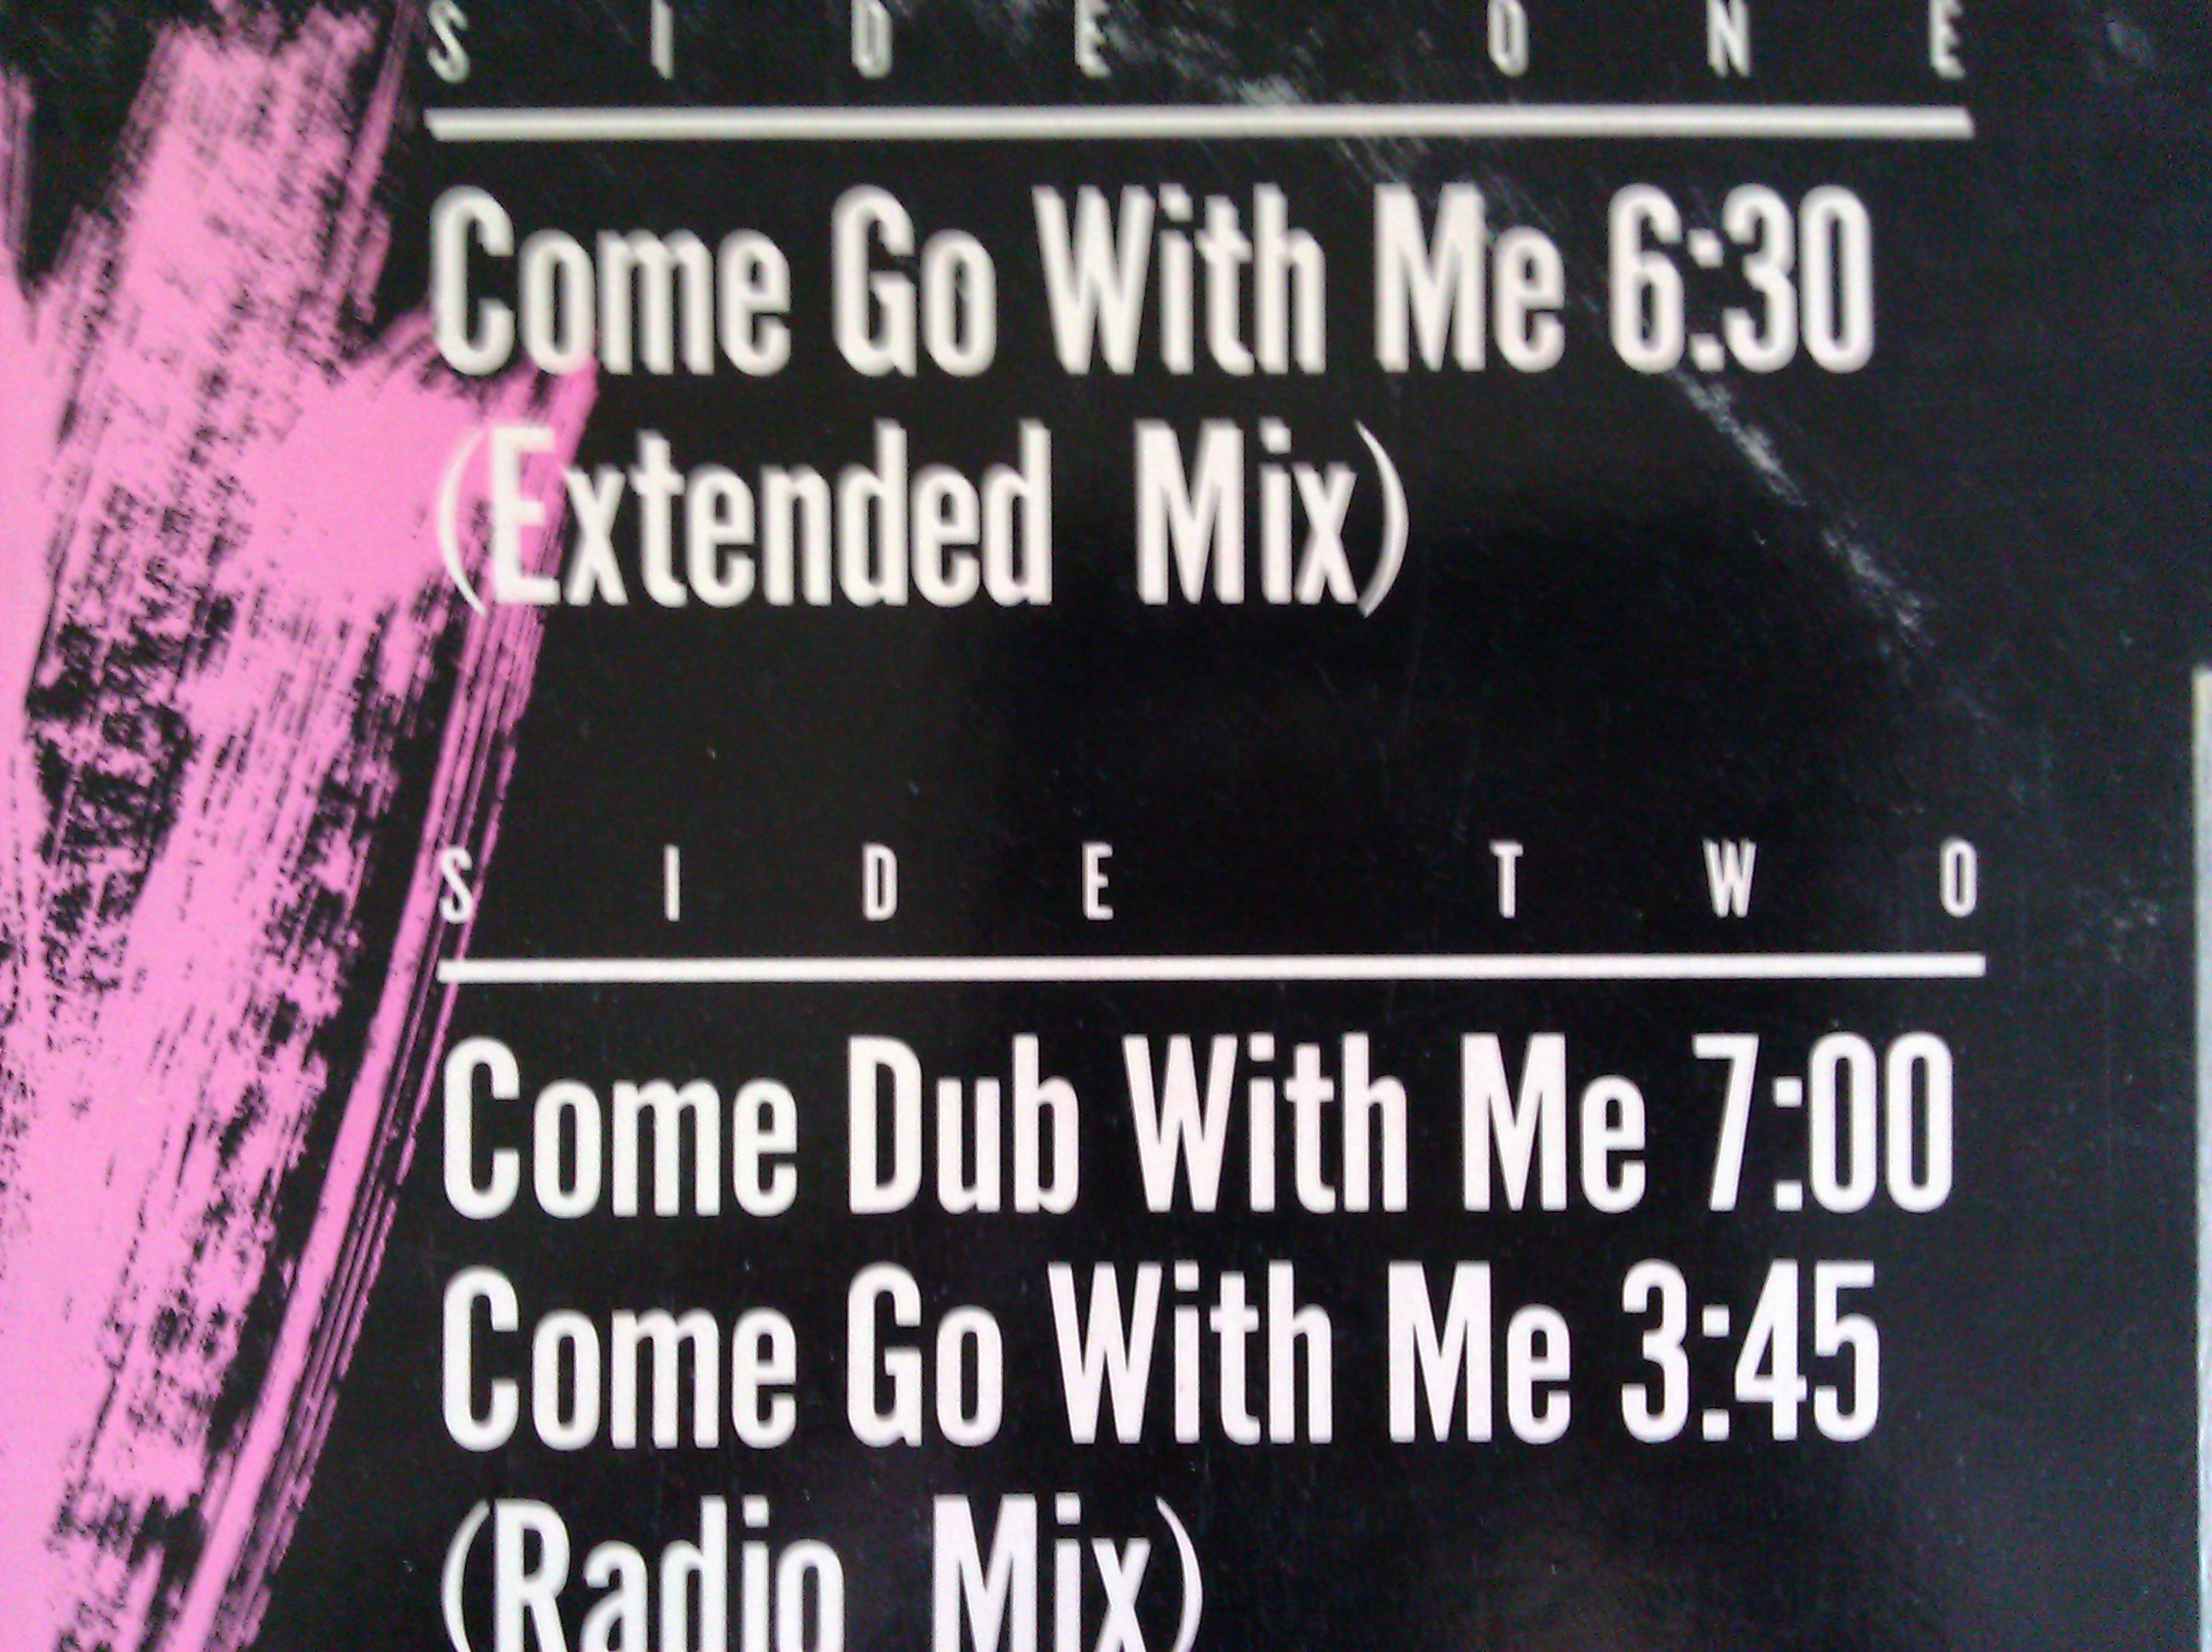 SIDE ONE
Come Go With Me 6:30
(Extended Mix)
SIDE TWO
Come Dub With Me 7:00
Come Go With Me 3:45
(Radio Mix)